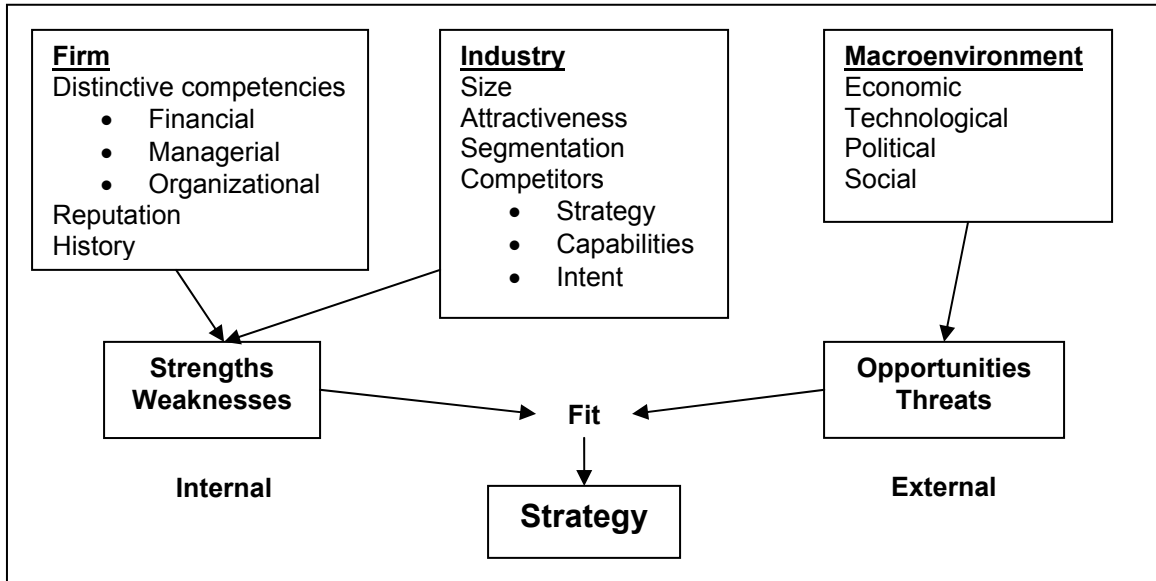 Firm
Distinctive competencies
• Financial
• Managerial
• Organizational
Reputation
History
Industry
Size
Attractiveness
Segmentation
Competitors
• Strategy
• Capabilities
• Intent
Macroenvironment
Economic
Technological
Political
Social
Strengths
Weaknesses
Opportunities
Threats
Fit
Internal
External
Strategy